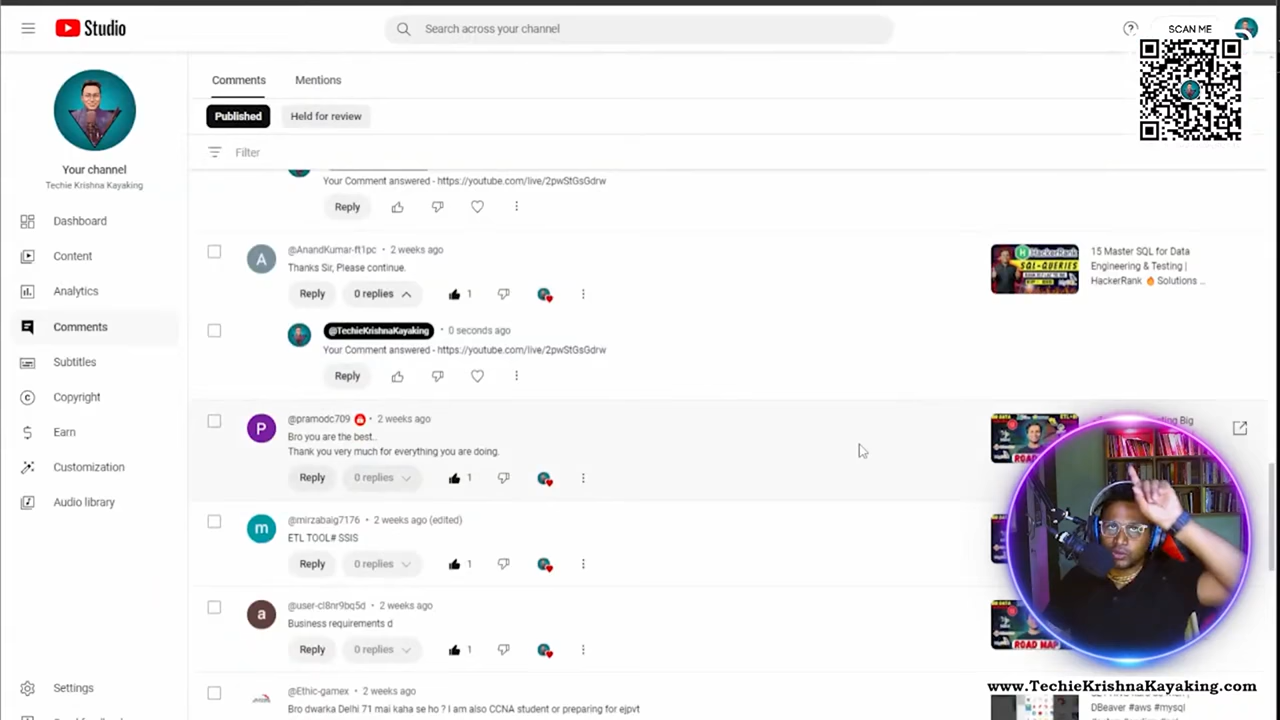 Studio
Search across your channel
SCAN ME
Your channel
Techie Krishna Kayaking
Dashboard
Content
Analytics
Comments
Subtitles
Copyright
Earn
Customization
Audio library
Settings
Comments
Mentions
Published
Held for review
Filter
Your Comment answered - https://youtube.com/live/2pwStGsGdrw
Reply
@AnandKumar-ft1pc • 2 weeks ago
Thanks Sir, Please continue.
Reply 0 replies 1
15 Master SQL for Data
Engineering & Testing |
HackerRank 🔥 Solutions ...
HackerRank
SQL-QUERIES
@TechieKrishnaKayaking • 0 seconds ago
Your Comment answered - https://youtube.com/live/2pwStGsGdrw
Reply
@pramodc709 • 2 weeks ago
Bro you are the best..
Thank you very much for everything you are doing.
Reply 0 replies 1
@mirzabaig7176 • 2 weeks ago (edited)
ETL TOOL# SSIS
Reply 0 replies 1
@user-cl8nr9bq5d • 2 weeks ago
Business requirements d
Reply 0 replies 1
@Ethic-gamex • 2 weeks ago
Bro dwarka Delhi 71 mai kaha se ho ? I am also CCNA student or preparing for ejpvt
Big
ROAD MAP
www.TechieKrishnaKayaking.com
DBeaver #aws #mysql